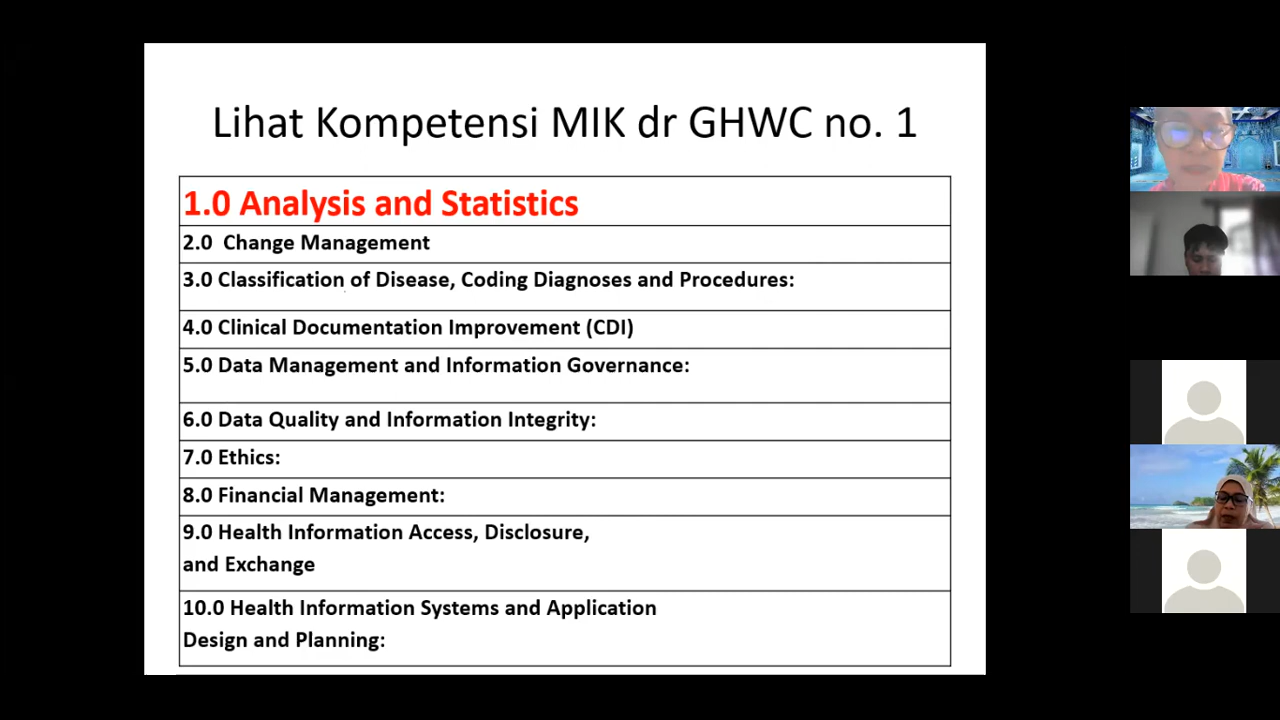 Lihat Kompetensi MIK dr GHWC no. 1
1.0 Analysis and Statistics
2.0 Change Management
3.0 Classification of Disease, Coding Diagnoses and Procedures:
4.0 Clinical Documentation Improvement (CDI)
5.0 Data Management and Information Governance:
6.0 Data Quality and Information Integrity:
7.0 Ethics:
8.0 Financial Management:
9.0 Health Information Access, Disclosure,
and Exchange
10.0 Health Information Systems and Application
Design and Planning: